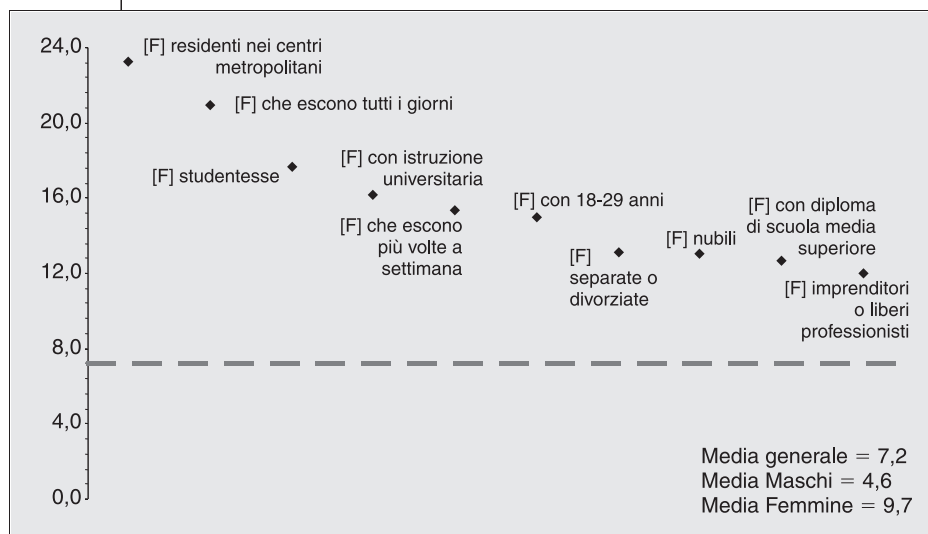 24,0
20,0
16,0
12,0
8,0
4,0
0,0
[F] residenti nei centri
metropolitani
[F] che escono tutti i giorni
[F] studentesse
[F] con istruzione
universitaria
[F] che escono
più volte a
settimana
[F] con 18-29 anni
[F]
separate o
divorziate
[F] nubili
[F] con diploma
di scuola media
superiore
[F] imprenditori
o liberi
professionisti
Media generale = 7,2
Media Maschi = 4,6
Media Femmine = 9,7